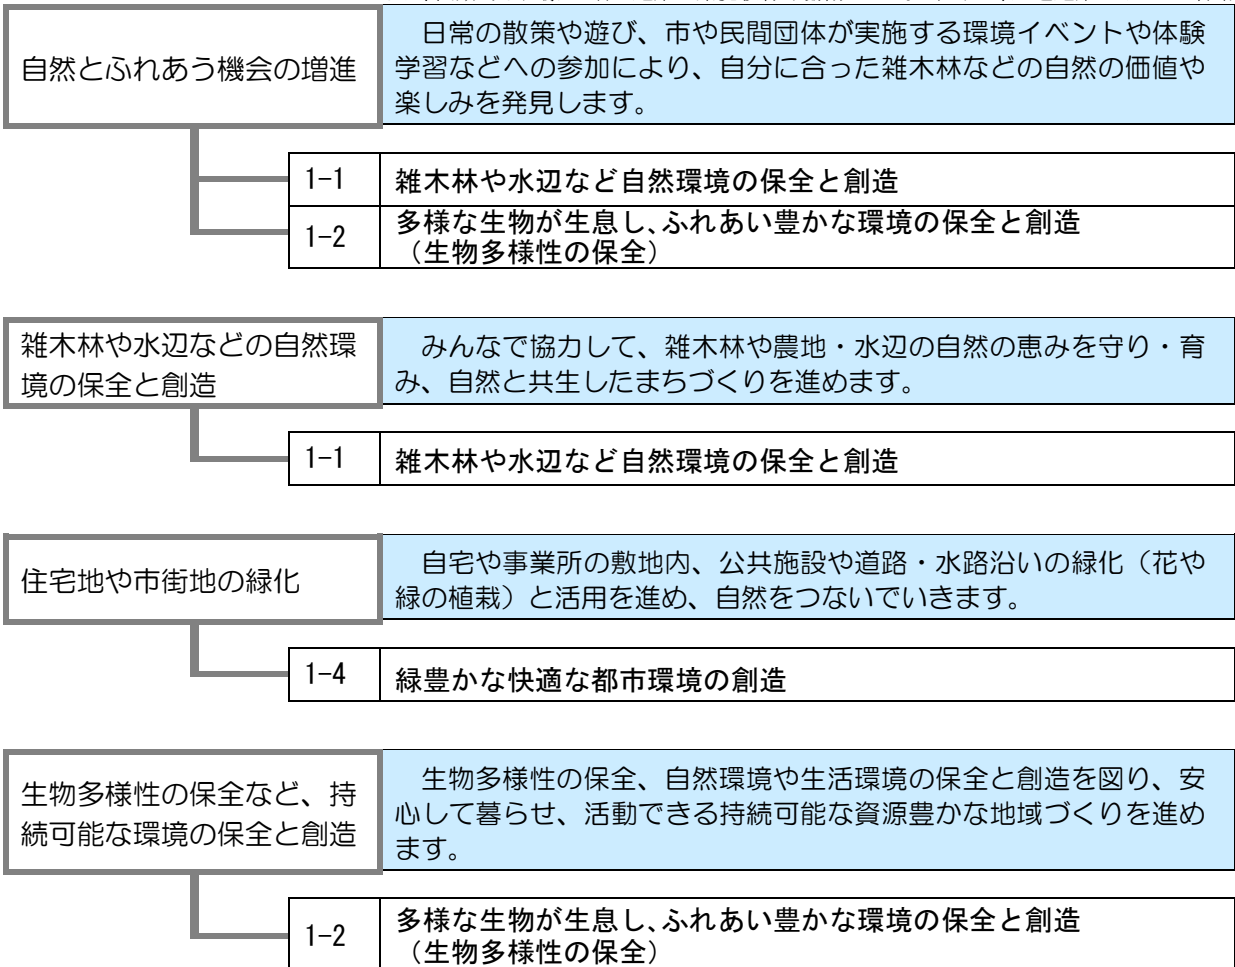 自然とふれあう機会の増進
日常の散策や遊び、市や民間団体が実施する環境イベントや体験
学習などへの参加により、自分に合った雑木林などの自然の価値や
楽しみを発見します。
1-1
雑木林や水辺など自然環境の保全と創造
1-2
多様な生物が生息し、ふれあい豊かな環境の保全と創造
（生物多様性の保全）
雑木林や水辺などの自然環
境の保全と創造
みんなで協力して、雑木林や農地・水辺の自然の恵みを守り・育
み、自然と共生したまちづくりを進めます。
1-1
雑木林や水辺など自然環境の保全と創造
住宅地や市街地の緑化
自宅や事業所の敷地内、公共施設や道路・水路沿いの緑化（花や
緑の植栽）と活用を進め、自然をつないでいきます。
1-4
緑豊かな快適な都市環境の創造
生物多様性の保全など、持
続可能な環境の保全と創造
生物多様性の保全、自然環境や生活環境の保全と創造を図り、安
心して暮らせ、活動できる持続可能な資源豊かな地域づくりを進め
ます。
1-2
多様な生物が生息し、ふれあい豊かな環境の保全と創造
（生物多様性の保全）